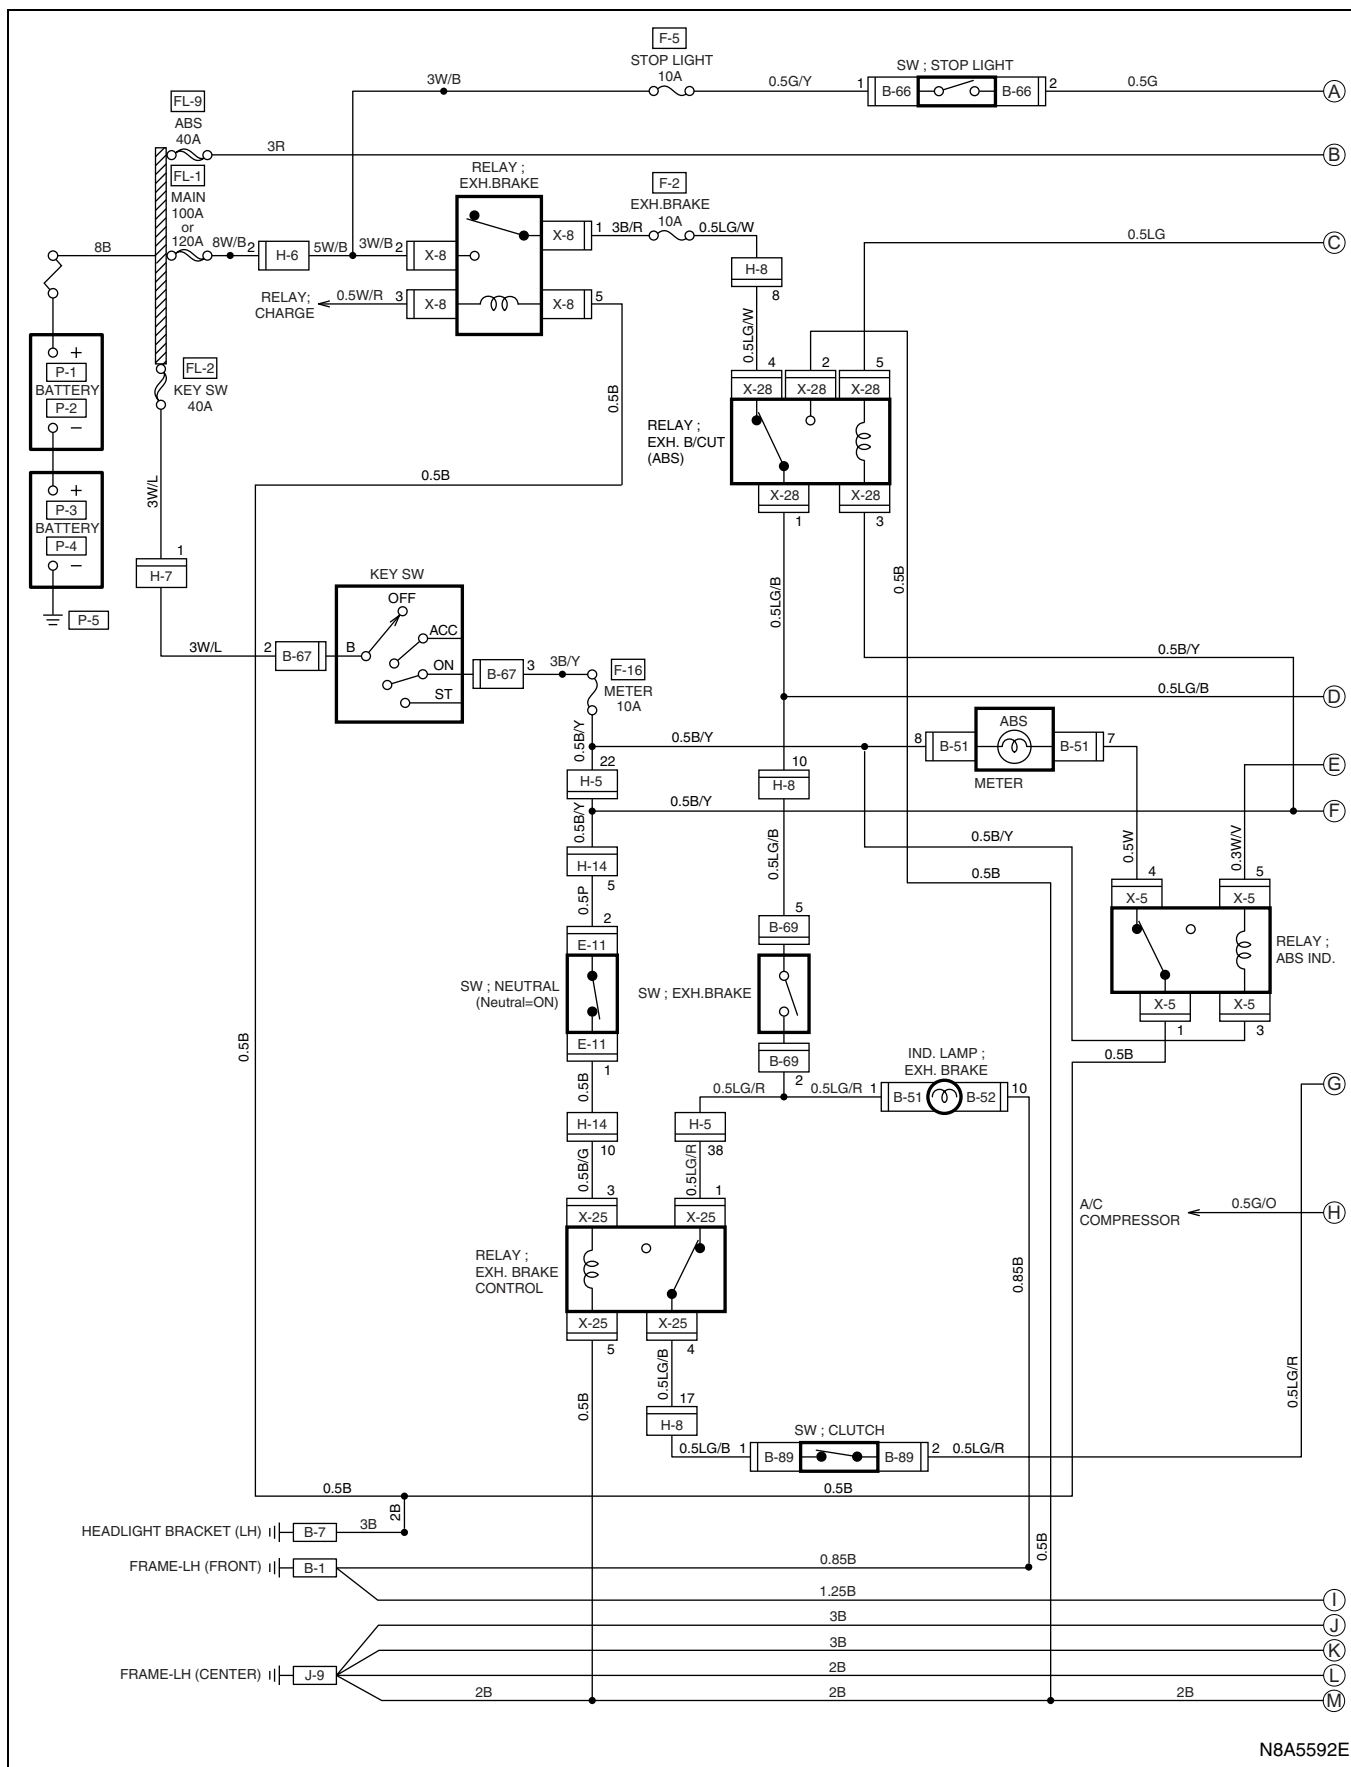 F-5
STOP LIGHT
10A
3W/B
0.5G/Y
1
B-66
SW ; STOP LIGHT
B-66
2
0.5G
A
FL-9
ABS
40A
3R
B
FL-1
MAIN
100A
or
120A
8B
8W/B
2
H-6
5W/B
3W/B
2
X-8
RELAY ;
EXH.BRAKE
X-8
1
3B/R
F-2
EXH.BRAKE
10A
0.5LG/W
H-8
8
0.5LG/W
0.5LG
C
RELAY;
CHARGE
0.5W/R
3
X-8
X-8
5
0.5B
+
P-1
BATTERY
P-2
−
+
P-3
BATTERY
P-4
−
P-5
FL-2
KEY SW
40A
3W/L
1
H-7
3W/L
2
B-67
0.5B
4
2
5
X-28
X-28
X-28
RELAY ;
EXH. B/CUT
(ABS)
X-28
X-28
1
3
0.5LG/B
0.5B
KEY SW
OFF
B
ACC
ON
ST
B-67
3
3B/Y
F-16
METER
10A
0.5B/Y
0.5B/Y
0.5B/Y
0.5LG/B
D
8
B-51
ABS
B-51
7
METER
22
H-5
10
H-8
E
0.5B/Y
0.5B/Y
F
0.5B/Y
0.5LG/B
0.5W
0.3W/V
H-14
5
0.5P
0.5B
4
5
X-5
X-5
RELAY ;
ABS IND.
X-5
X-5
1
3
2
E-11
SW ; NEUTRAL
(Neutral=ON)
E-11
1
0.5B
5
B-69
SW ; EXH.BRAKE
B-69
2
0.5B
0.5B
IND. LAMP ;
EXH. BRAKE
0.5LG/R
0.5LG/R
1
B-51
B-52
10
G
H-14
10
0.5B/G
H-5
38
0.5LG/R
3
1
X-25
X-25
RELAY ;
EXH. BRAKE
CONTROL
X-25
X-25
5
4
A/C
COMPRESSOR
0.5G/O
H
0.85B
0.5B
0.5LG/B
17
H-8
0.5LG/B
1
B-89
SW ; CLUTCH
B-89
2
0.5LG/R
0.5LG/R
0.5B
0.5B
2B
HEADLIGHT BRACKET (LH)
B-7
3B
0.5B
FRAME-LH (FRONT)
B-1
0.85B
1.25B
I
3B
J
3B
K
FRAME-LH (CENTER)
J-9
2B
L
2B
2B
2B
M
N8A5592E